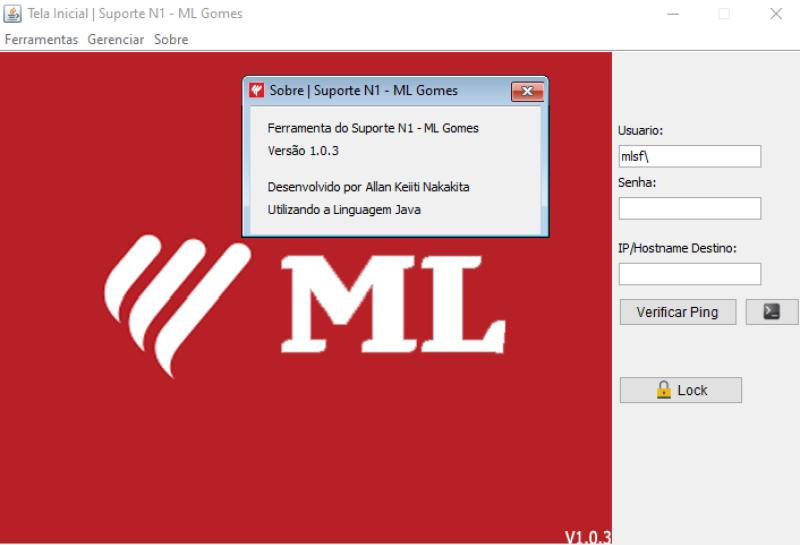 Tela Inicial | Suporte N1 - ML Gomes
Ferramentas Gerenciar Sobre
Sobre | Suporte N1 - ML Gomes
Ferramenta do Suporte N1 - ML Gomes
Versão 1.0.3
Desenvolvido por Allan Keiiti Nakakita
Utilizando a Linguagem Java
ML
V1.0.3
Usuario:
mlsf\
Senha:
IP/Hostname Destino:
Verificar Ping
Lock